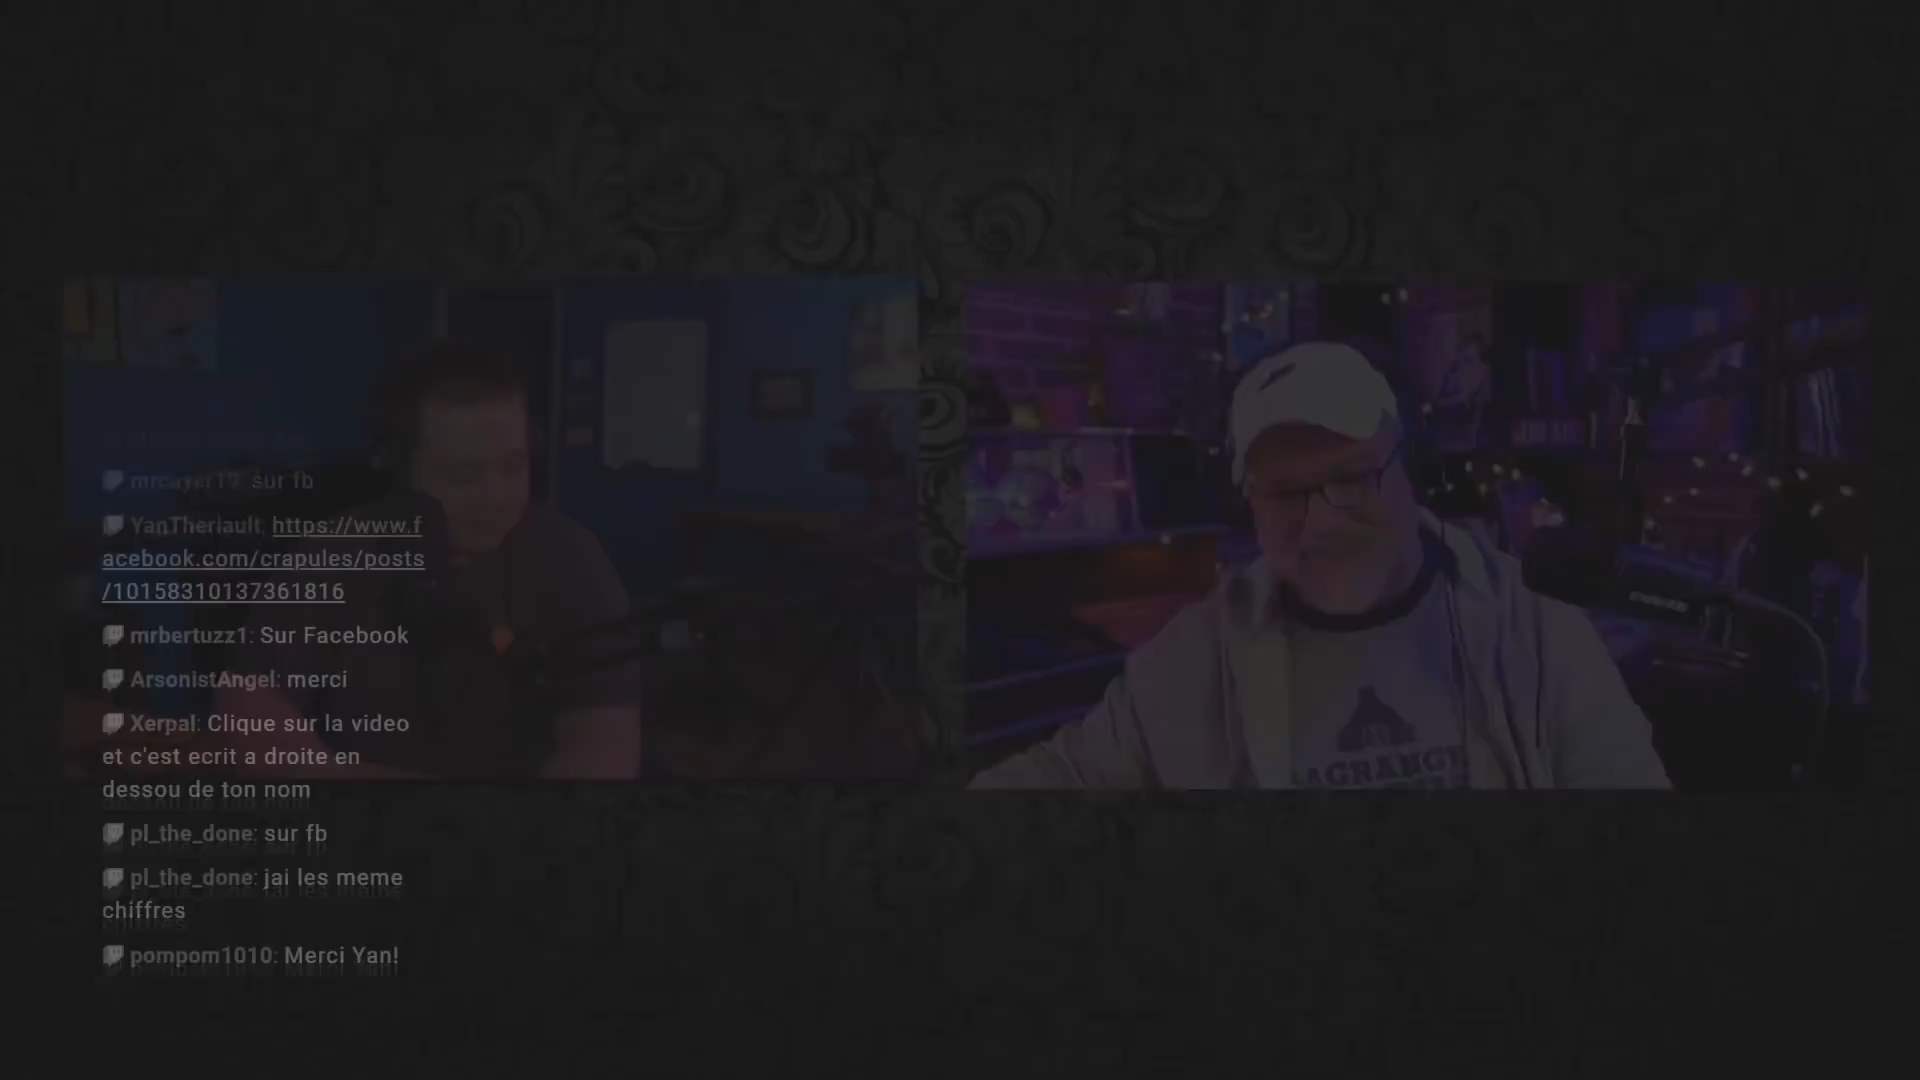 mrcayer19: sur fb
YanTheriault: https://www.f
acebook.com/crapules/posts
/10158310137361816
mrbertuzz1: Sur Facebook
ArsonistAngel: merci
Xerpal: Clique sur la video
et c'est ecrit a droite en
dessou de ton nom
pl_the_done: sur fb
pl_the_done: jai les meme
chiffres
pompom1010: Merci Yan!
LAGRANGE